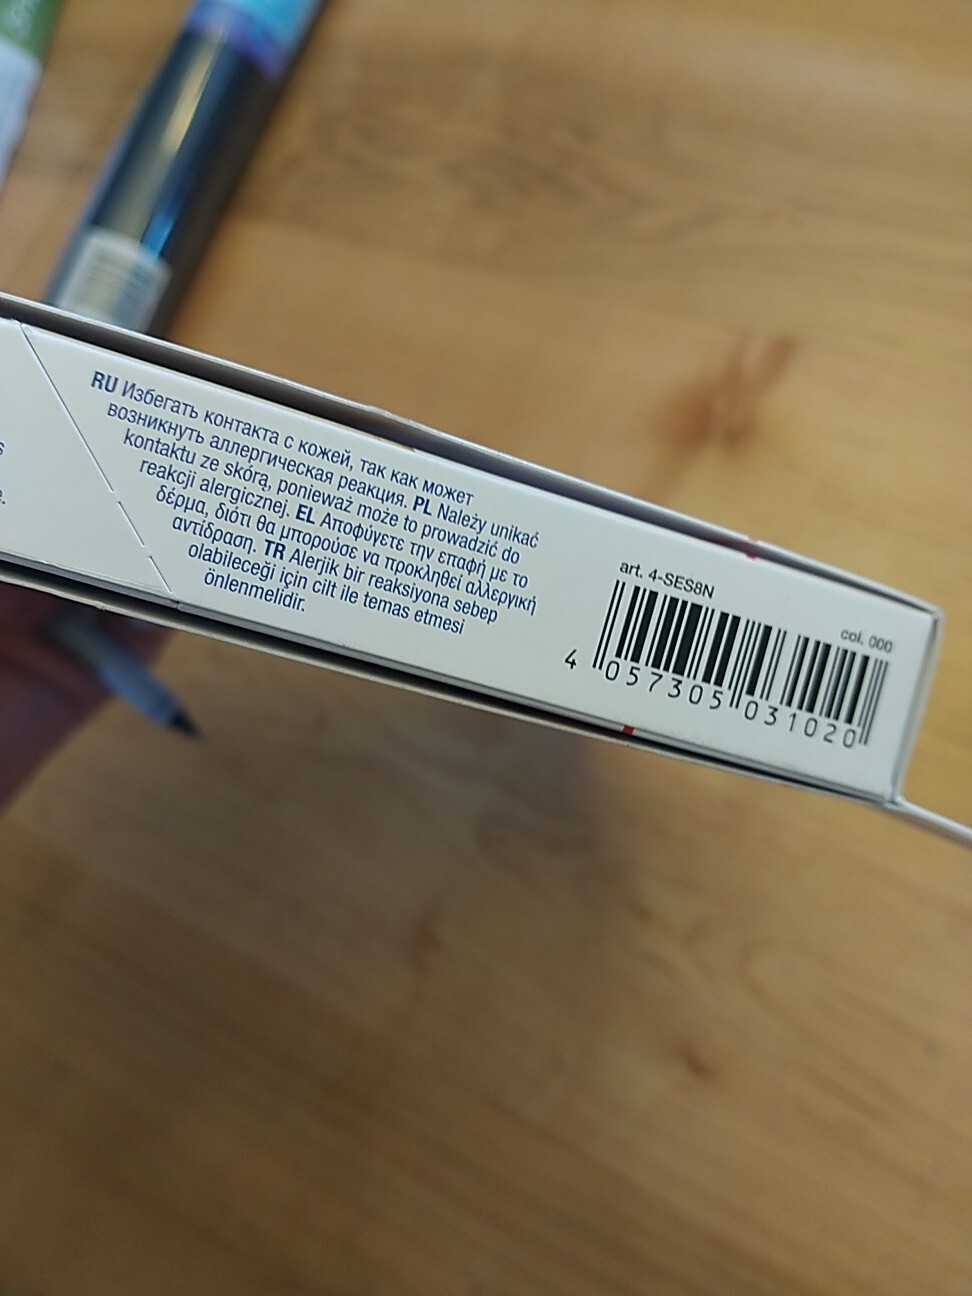 RU Избегать контакта с кожей, так как может
возникнуть аллергическая реакция. PL Należy unikać
kontaktu ze skórą, ponieważ może to prowadzić do
reakcji alergicznej. EL Αποφύγετε την επαφή με το
δέρμα, διότι θα μπορούσε να προκληθεί αλλεργική
αντίδραση. TR Alerjik bir reaksiyona sebep
olabileceği için cilt ile temas etmesi
önlenmelidir.
art. 4-SES8N
col. 000
4 057305 031020